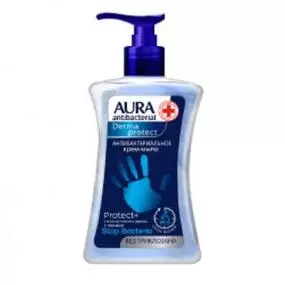 AURA
antibacterial
Derma
protect
АНТИБАКТЕРИАЛЬНОЕ
крем-мыло
Protect+
Stop Bacteria
БЕЗ ТРИКЛОЗАНА